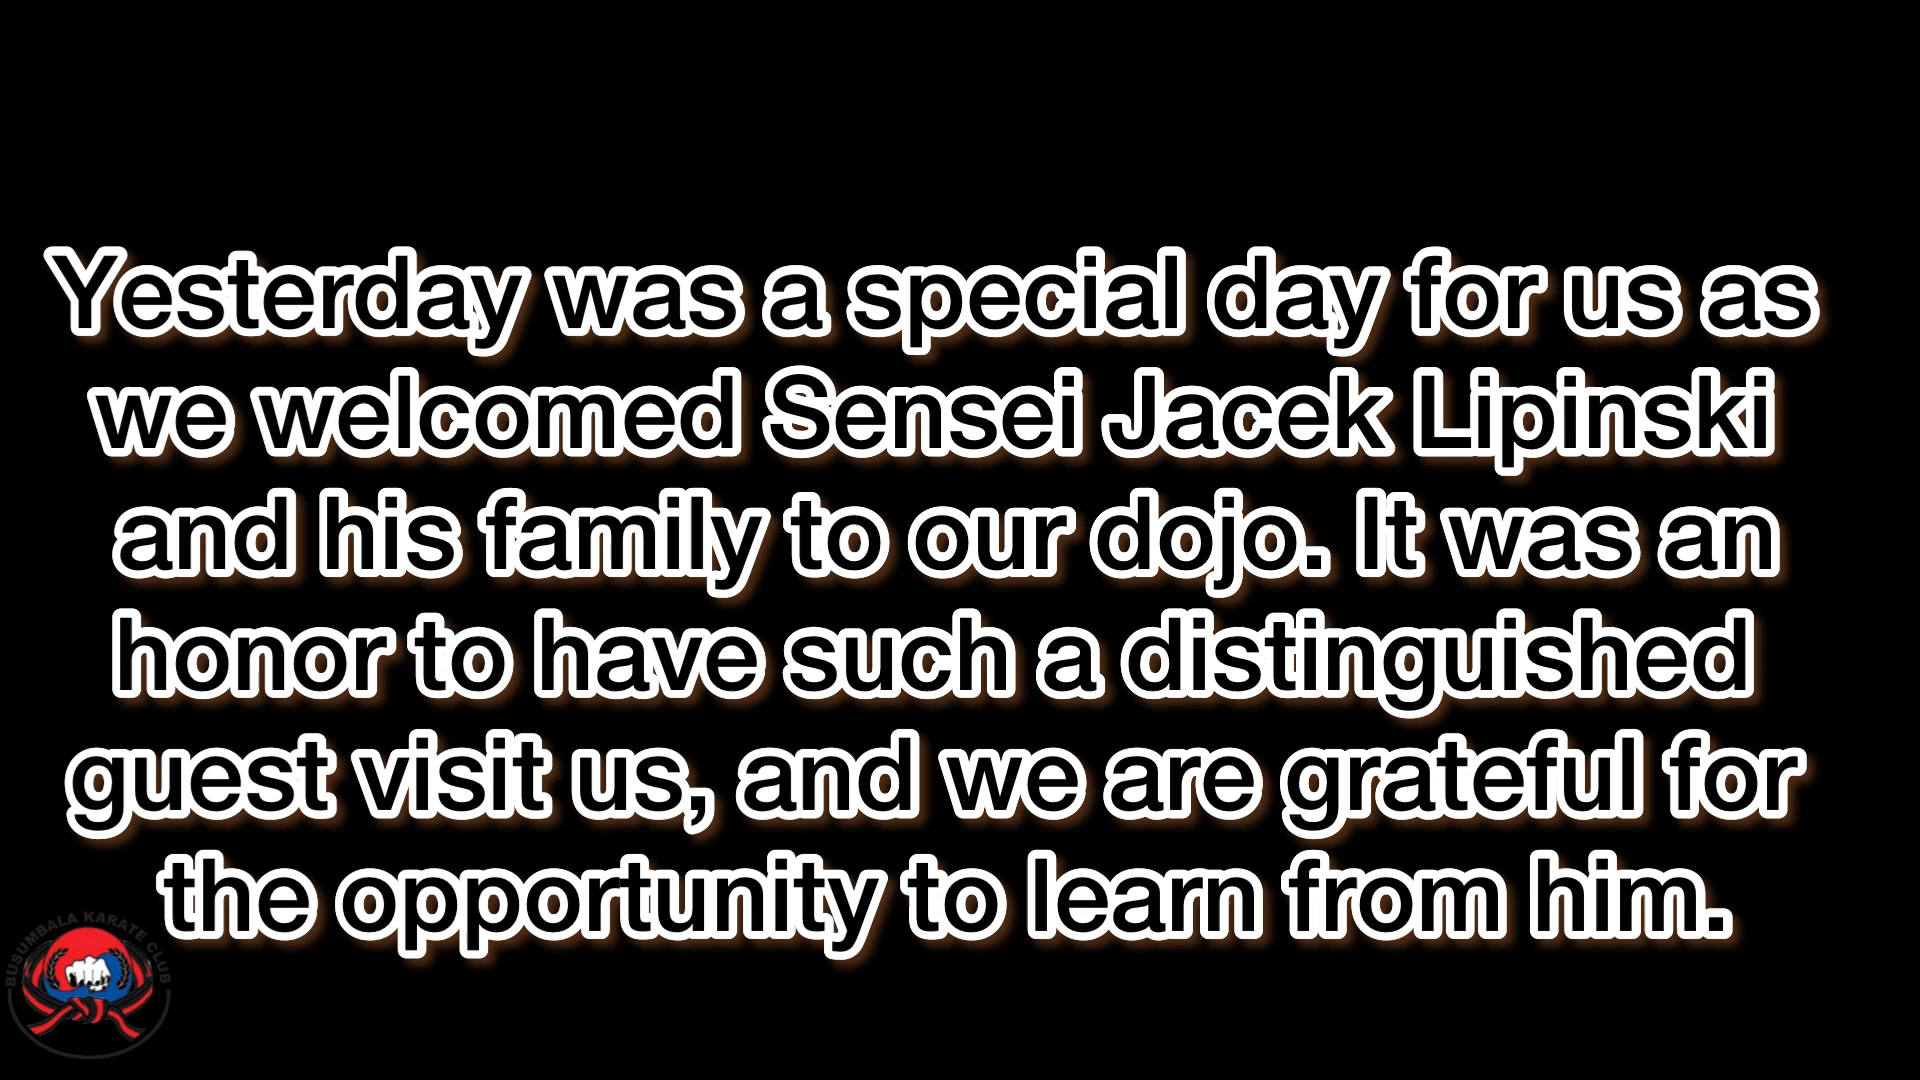 Yesterday was a special day for us as
we welcomed Sensei Jacek Lipinski
and his family to our dojo. It was an
honor to have such a distinguished
guest visit us, and we are grateful for
the opportunity to learn from him.
BUSUMBALA KARATE CLUB